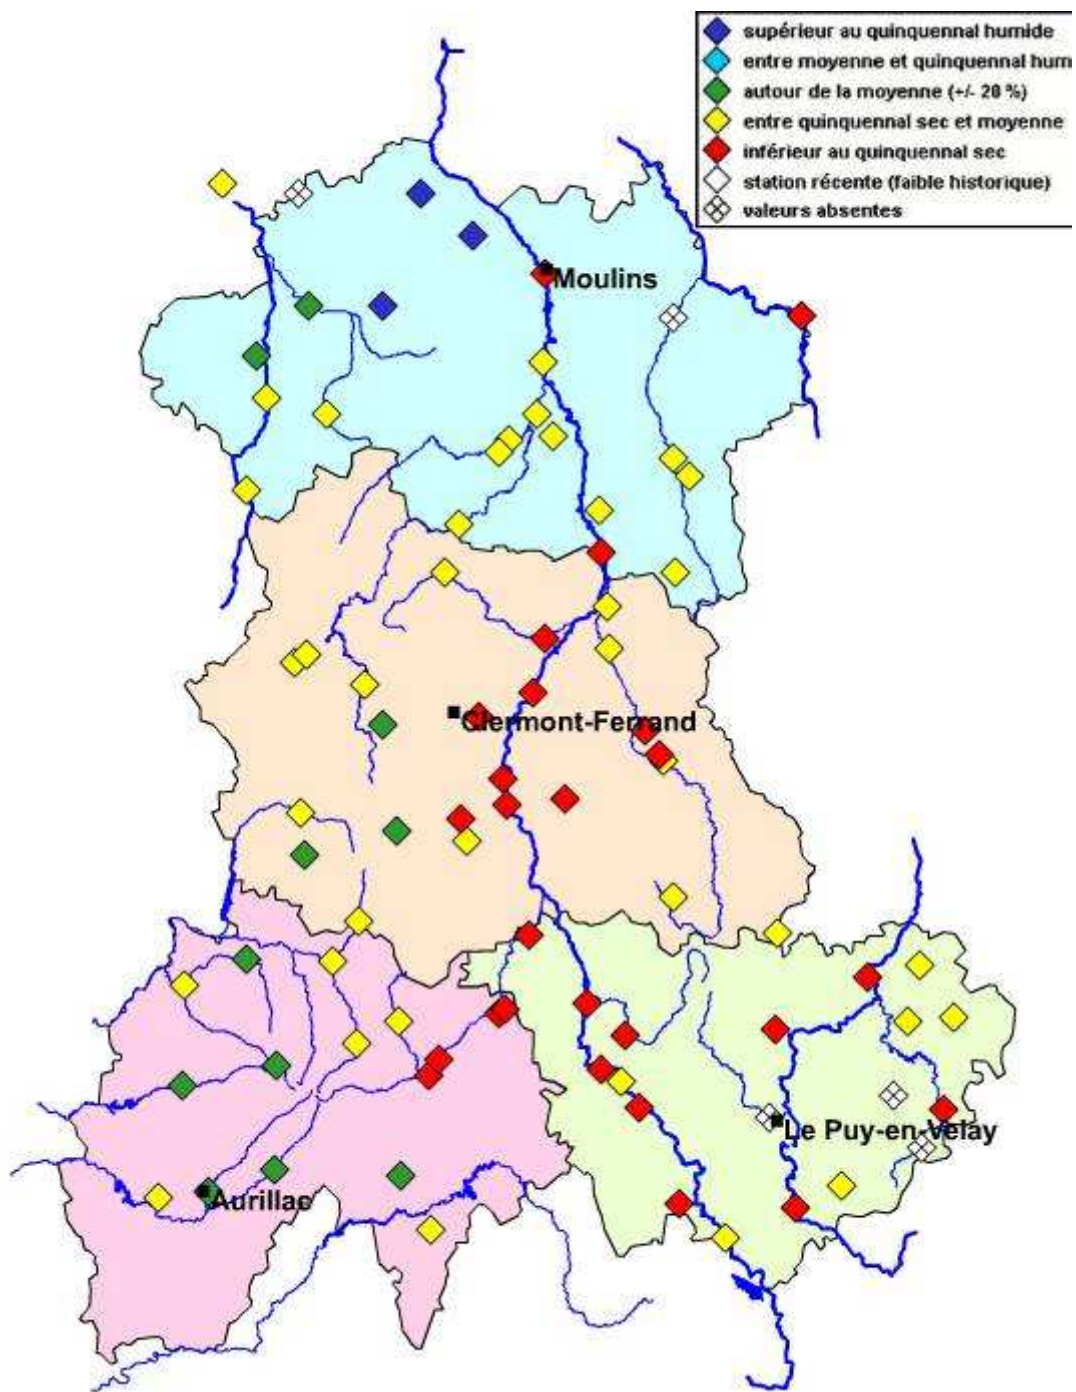 supérieur au quinquennal humide
entre moyenne et quinquennal hum
autour de la moyenne (+/- 20 %)
entre quinquennal sec et moyenne
inférieur au quinquennal sec
station récente (faible historique)
valeurs absentes
Moulins
Clermont-Ferrand
Le Puy-en-Velay
Aurillac